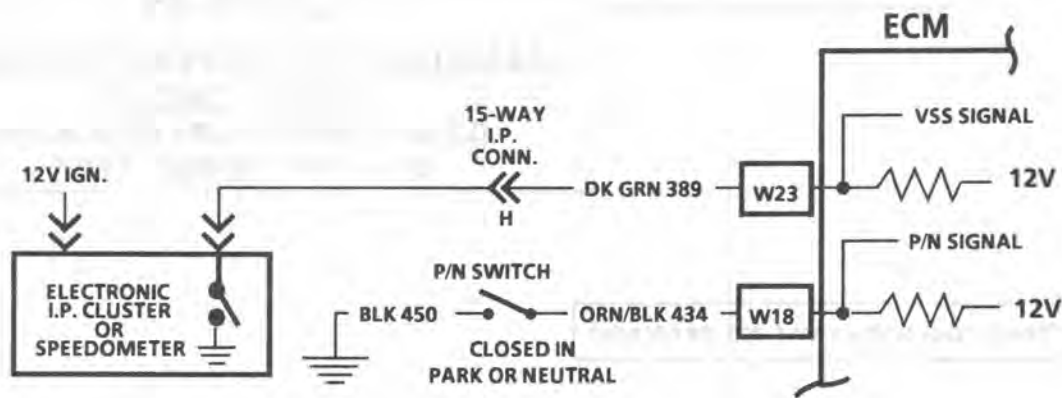 ECM
15-WAY
I.P.
CONN.
VSS SIGNAL
12V IGN.
DK GRN 389
W23
12V
H
P/N SIGNAL
P/N SWITCH
ELECTRONIC
I.P. CLUSTER
OR
SPEEDOMETER
BLK 450
ORN/BLK 434
W18
12V
CLOSED IN
PARK OR NEUTRAL